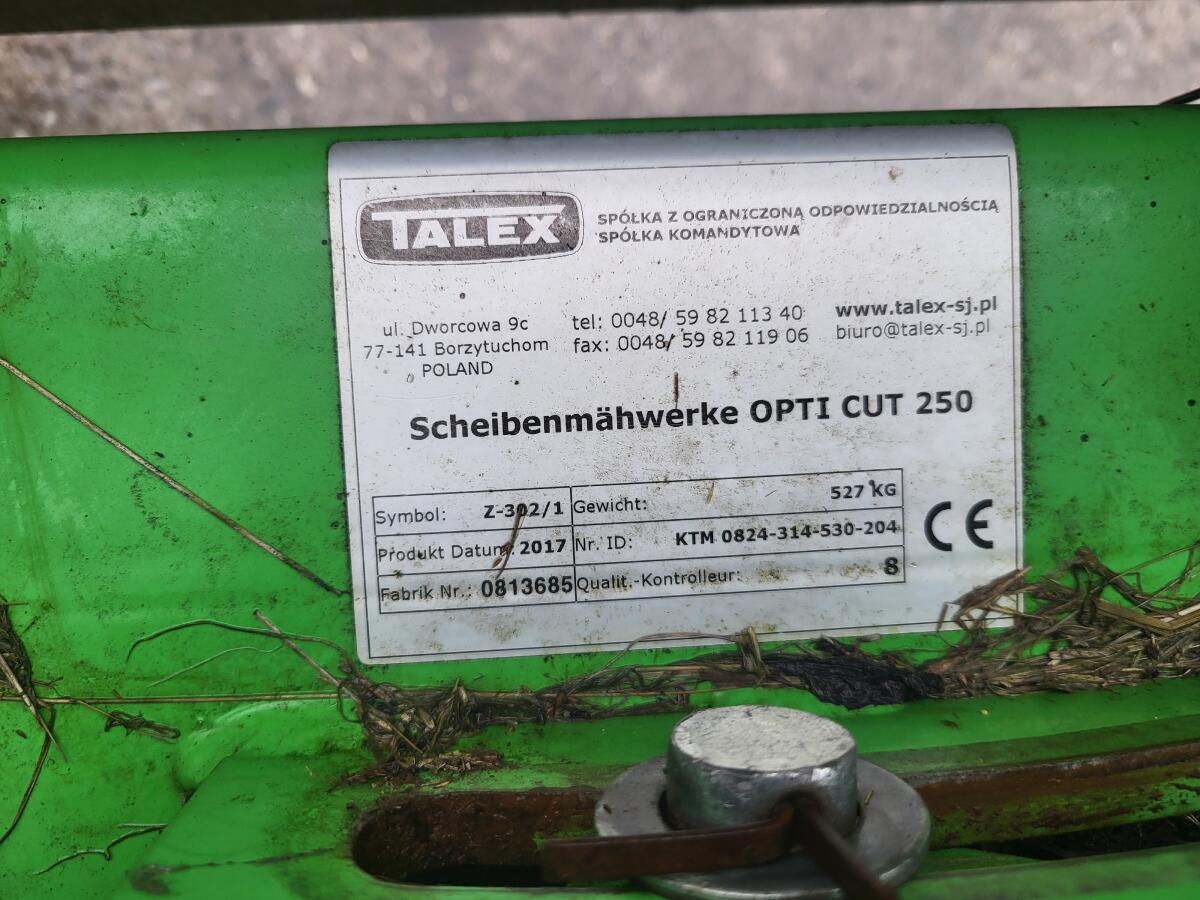 TALEX
SPÓŁKA Z OGRANICZONĄ ODPOWIEDZIALNOŚCIĄ
SPÓŁKA KOMANDYTOWA
ul. Dworcowa 9c
77-141 Borzytuchom
POLAND
tel: 0048/ 59 82 113 40
fax: 0048/ 59 82 119 06
www.talex-sj.pl
biuro@talex-sj.pl
Scheibenmähwerke OPTI CUT 250
Symbol: Z-302/1 Gewicht: 527 KG
Produkt Datum: 2017 Nr. ID: KTM 0824-314-530-204
Fabrik Nr.: 0813685 Qualit.-Kontrolleur: 8
CE